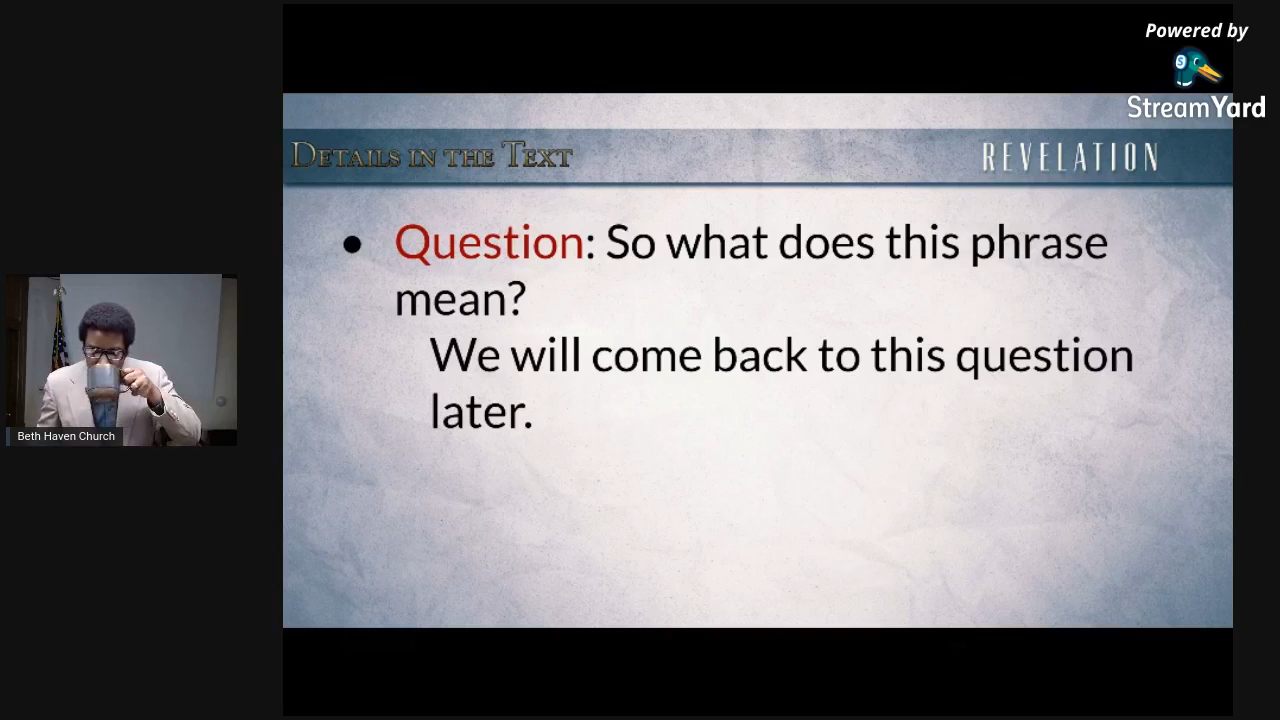 Powered by
StreamYard
DETAILS IN THE TEXT
REVELATION
• Question: So what does this phrase
mean?
We will come back to this question
later.
Beth Haven Church